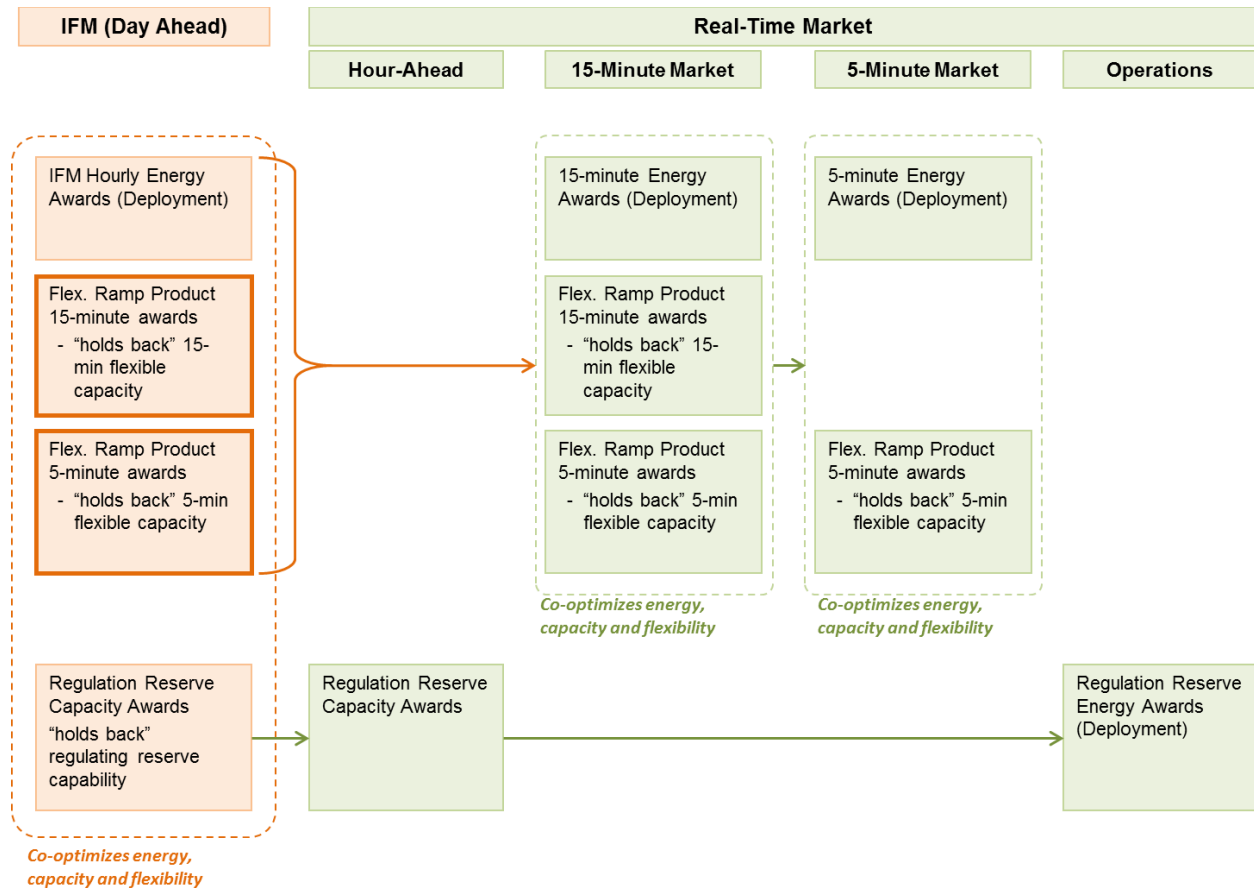 IFM (Day Ahead)
Real-Time Market
Hour-Ahead
15-Minute Market
5-Minute Market
Operations
IFM Hourly Energy
Awards (Deployment)
Flex. Ramp Product
15-minute awards
- “holds back” 15-
min flexible
capacity
Flex. Ramp Product
5-minute awards
- “holds back” 5-min
flexible capacity
Regulation Reserve
Capacity Awards
“holds back”
regulating reserve
capability
Co-optimizes energy,
capacity and flexibility
Regulation Reserve
Capacity Awards
15-minute Energy
Awards (Deployment)
Flex. Ramp Product
15-minute awards
- “holds back” 15-
min flexible
capacity
Flex. Ramp Product
5-minute awards
- “holds back” 5-min
flexible capacity
Co-optimizes energy,
capacity and flexibility
5-minute Energy
Awards (Deployment)
Flex. Ramp Product
5-minute awards
- “holds back” 5-min
flexible capacity
Co-optimizes energy,
capacity and flexibility
Regulation Reserve
Energy Awards
(Deployment)